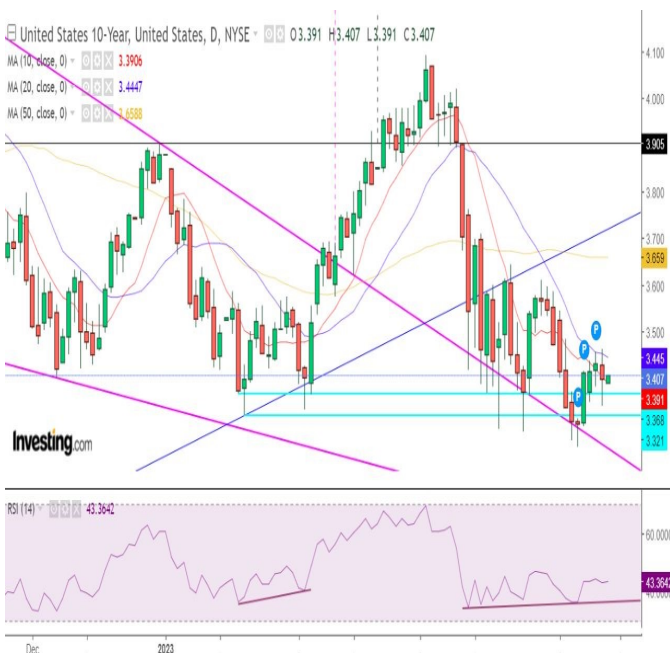 United States 10-Year, United States, D, NYSE O3.391 H3.407 L3.391 C3.407
MA (10, close, 0) 3.3906
MA (20, close, 0) 3.4447
MA (50, close, 0) 3.6588
4.100
4.000
3.905
3.800
3.700
3.659
3.600
3.500
3.445
3.407
3.391
3.368
3.321
P
P
P
Investing.com
RSI (14) 43.3642
60.0000
43.3642
40.0000
Dec 2023